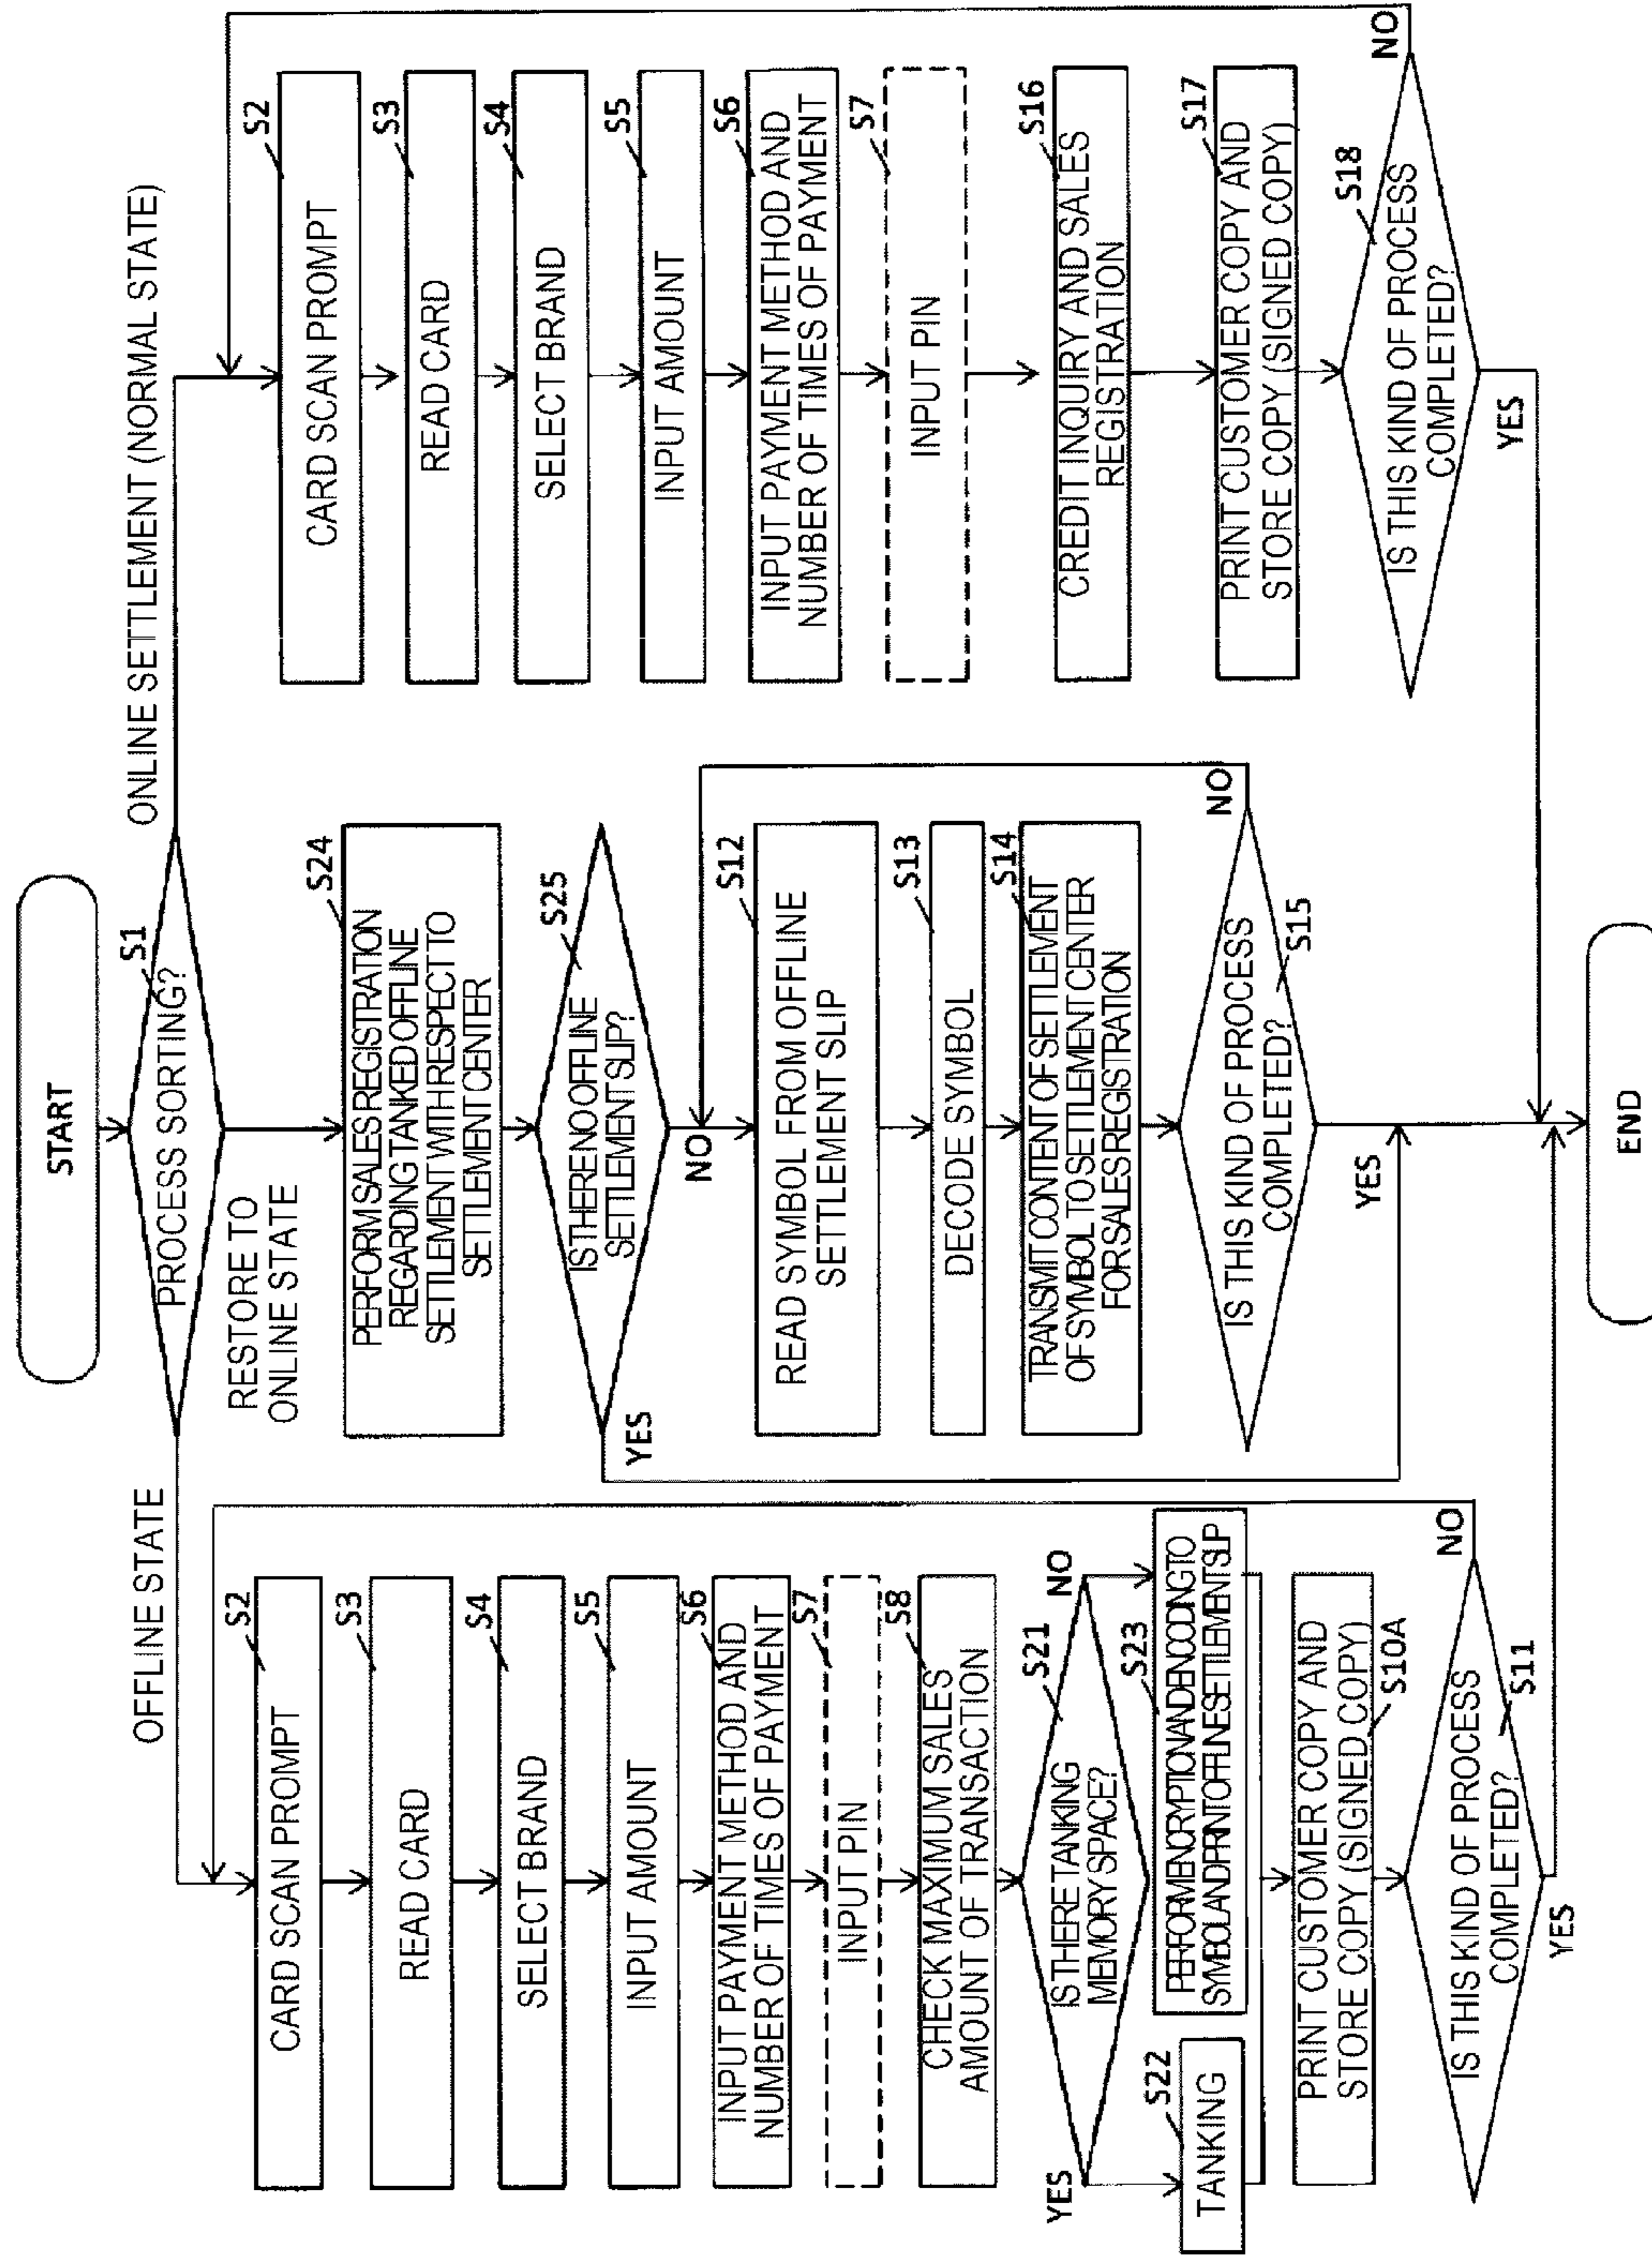 START
S1
PROCESS SORTING?
OFFLINE STATE
RESTORE TO
ONLINE STATE
ONLINE SETTLEMENT (NORMAL STATE)
S2
CARD SCAN PROMPT
S3
READ CARD
S4
SELECT BRAND
S5
INPUT AMOUNT
S6
INPUT PAYMENT METHOD AND
NUMBER OF TIMES OF PAYMENT
S7
INPUT PIN
S8
CHECK MAXIMUM SALES
AMOUNT OF TRANSACTION
S21
IS THERE TANKING
MEMORY SPACE?
YES
NO
S22
TANKING
S23
PERFORM ENCRYPTION AND ENCODING TO
SYMBOL AND PRINT OFFLINE SETTLEMENT SLIP
PRINT CUSTOMER COPY AND
STORE COPY (SIGNED COPY)
S10A
IS THIS KIND OF PROCESS
COMPLETED?
S11
NO
YES
S24
PERFORM SALES REGISTRATION
REGARDING TANKED OFFLINE
SETTLEMENT WITH RESPECT TO
SETTLEMENT CENTER
S25
IS THERE NO OFFLINE
SETTLEMENT SLIP?
YES
NO
S12
READ SYMBOL FROM OFFLINE
SETTLEMENT SLIP
S13
DECODE SYMBOL
S14
TRANSMIT CONTENT OF SETTLEMENT
OF SYMBOL TO SETTLEMENT CENTER
FOR SALES REGISTRATION
IS THIS KIND OF PROCESS
COMPLETED?
S15
NO
YES
S2
CARD SCAN PROMPT
S3
READ CARD
S4
SELECT BRAND
S5
INPUT AMOUNT
S6
INPUT PAYMENT METHOD AND
NUMBER OF TIMES OF PAYMENT
S7
INPUT PIN
S16
CREDIT INQUIRY AND SALES
REGISTRATION
S17
PRINT CUSTOMER COPY AND
STORE COPY (SIGNED COPY)
S18
IS THIS KIND OF PROCESS
COMPLETED?
NO
YES
END